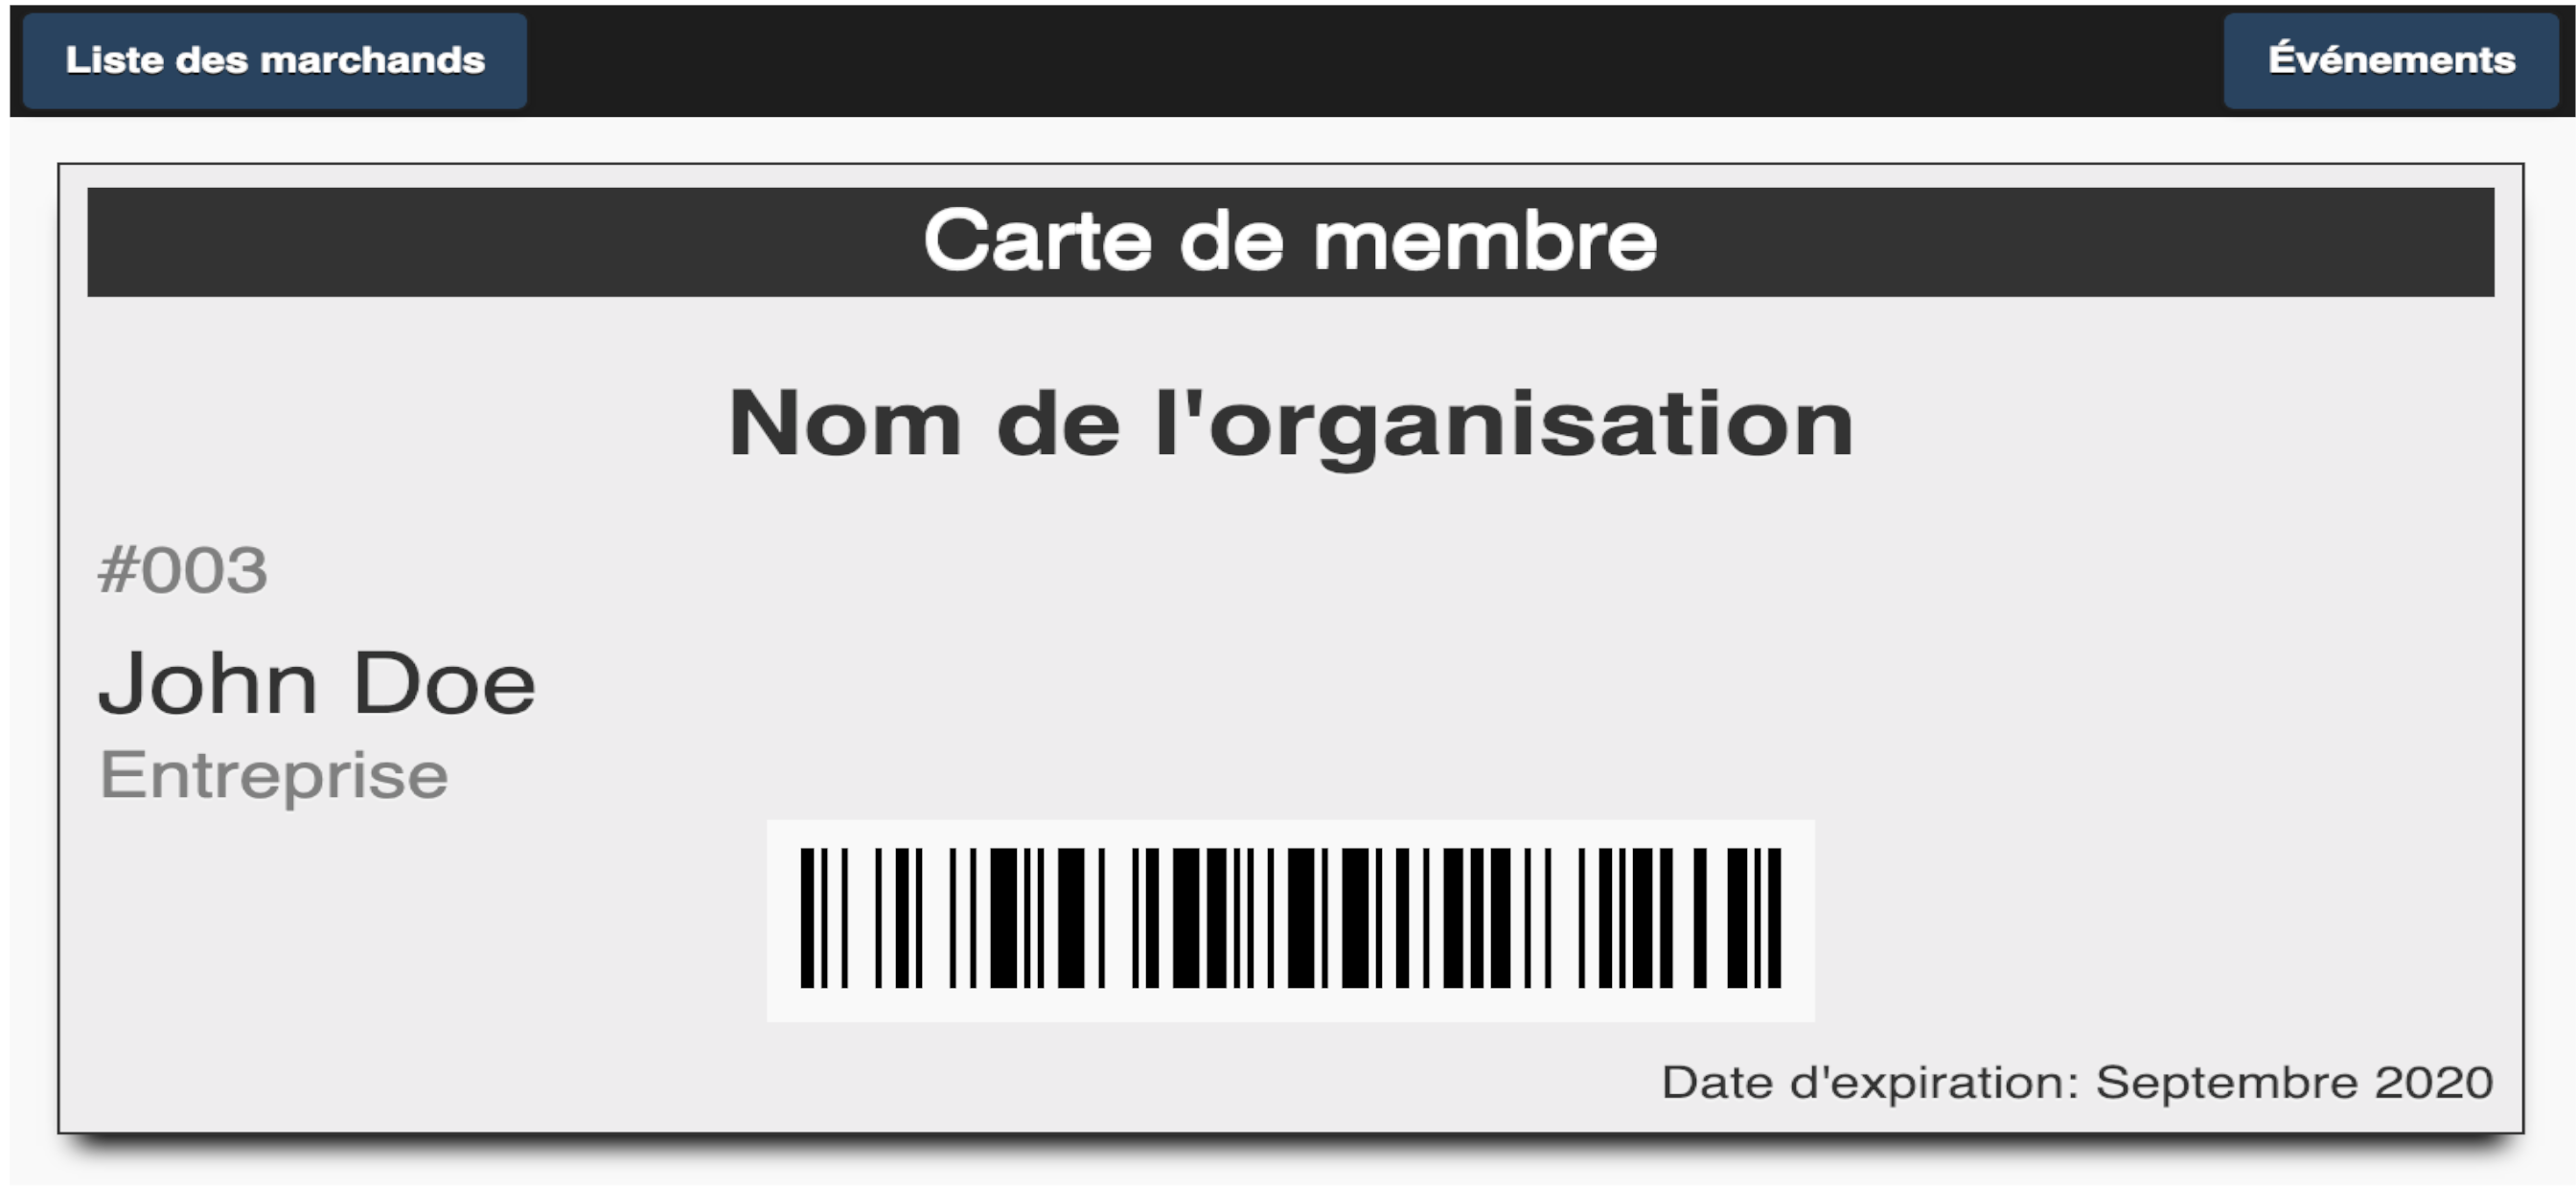 Liste des marchands
Événements
Carte de membre
Nom de l'organisation
#003
John Doe
Entreprise
Date d'expiration: Septembre 2020